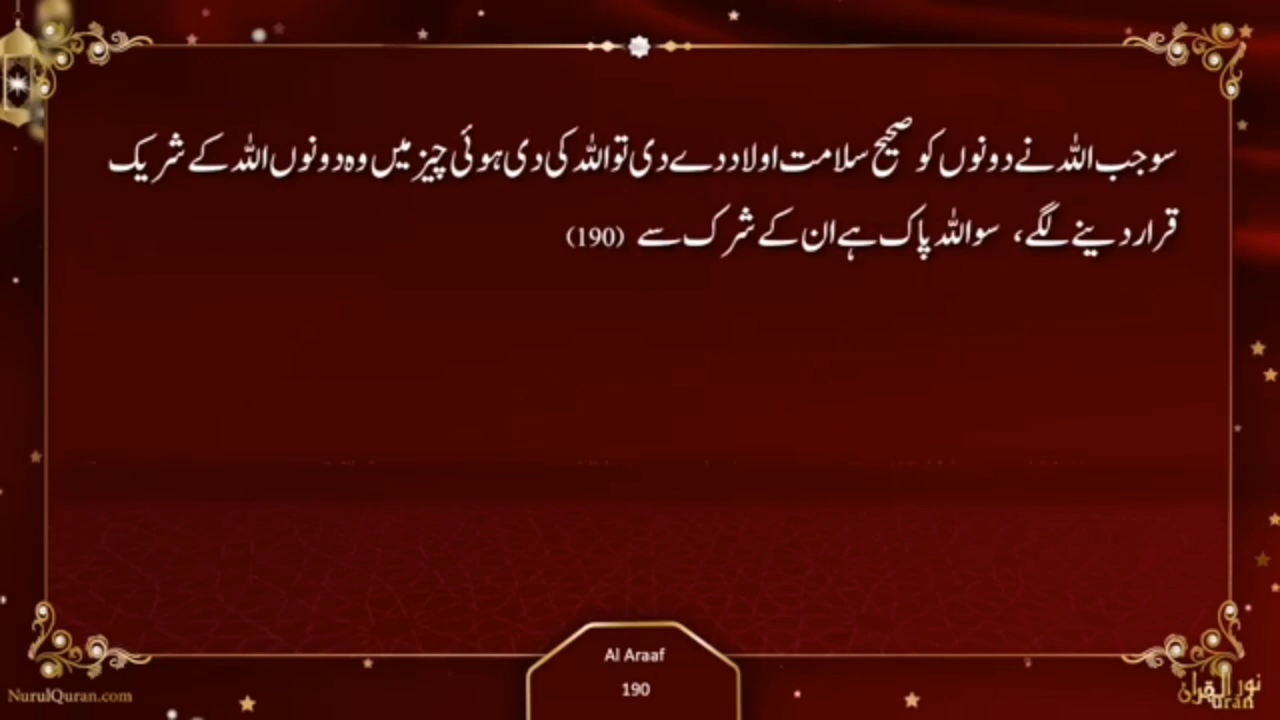 سو جب اللہ نے دونوں کو صحیح سلامت اولاد دے دی تو اللہ کی دی ہوئی چیز میں وہ دونوں اللہ کے شریک
قرار دینے لگے، سو اللہ پاک ہے ان کے شرک سے (190)
Al Araaf
190
NurulQuran.com
نور القرآن